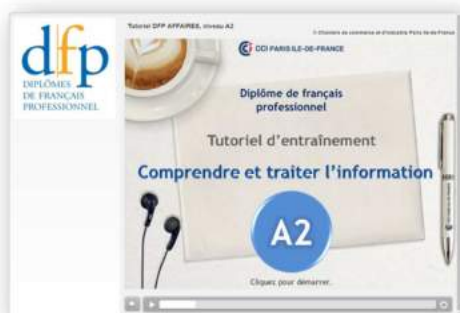 dfp
DIPLÔMES
DE FRANÇAIS
PROFESSIONNEL
Tutoriel DFP AFFAIRES, niveau A2
© Chambre de commerce et d'industrie Paris Ile-de-France
CCI PARIS ILE-DE-FRANCE
Diplôme de français
professionnel
Tutoriel d'entraînement
Comprendre et traiter l'information
A2
Cliquez pour démarrer.